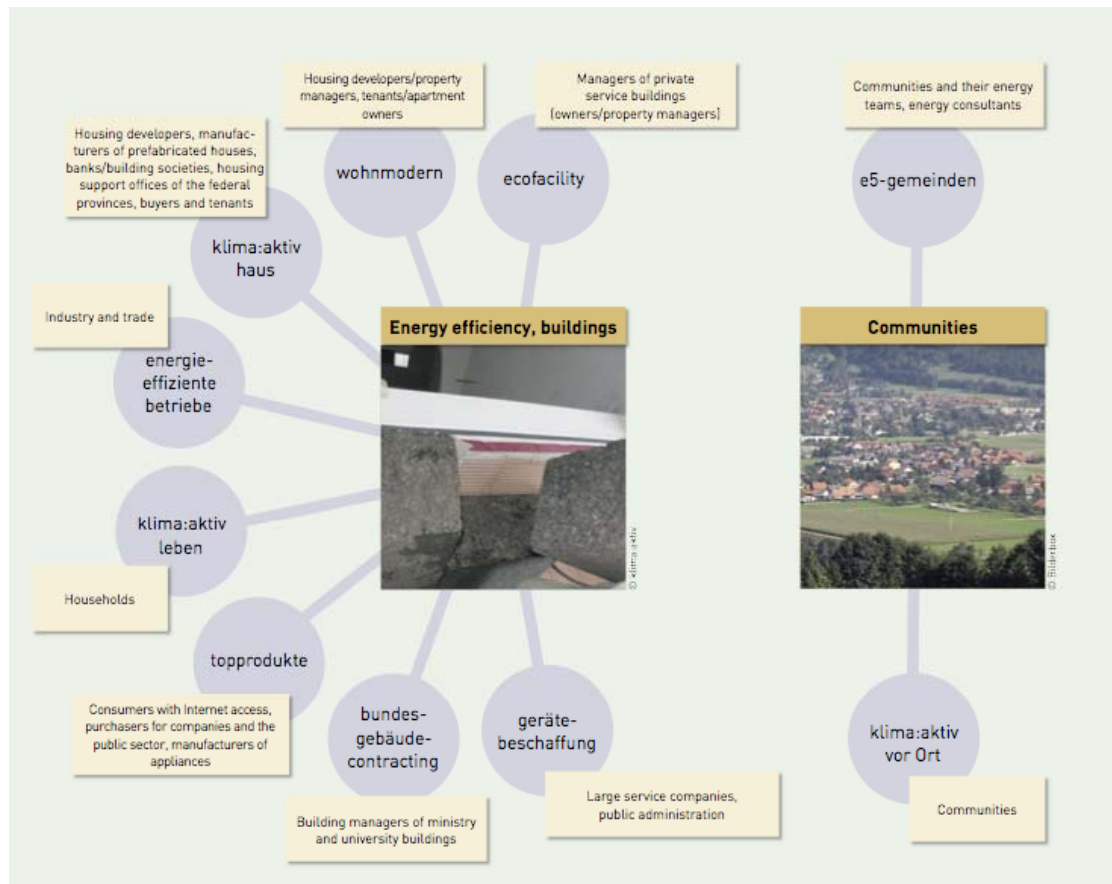 Housing developers/property
managers, tenants/apartment
owners
wohnmodern
Managers of private
service buildings
(owners/property managers)
ecofacility
Communities and their energy
teams, energy consultants
e5-gemeinden
Housing developers, manufac-
turers of prefabricated houses,
banks/building societies, housing
support offices of the federal
provinces, buyers and tenants
klima:aktiv
haus
Industry and trade
energie-
effiziente
betriebe
Energy efficiency, buildings
© klima:aktiv
Communities
© Bilderbox
klima:aktiv
leben
Households
topprodukte
Consumers with Internet access,
purchasers for companies and the
public sector, manufacturers of
appliances
bundes-
gebäude-
contracting
Building managers of ministry
and university buildings
geräte-
beschaffung
Large service companies,
public administration
klima:aktiv
vor Ort
Communities